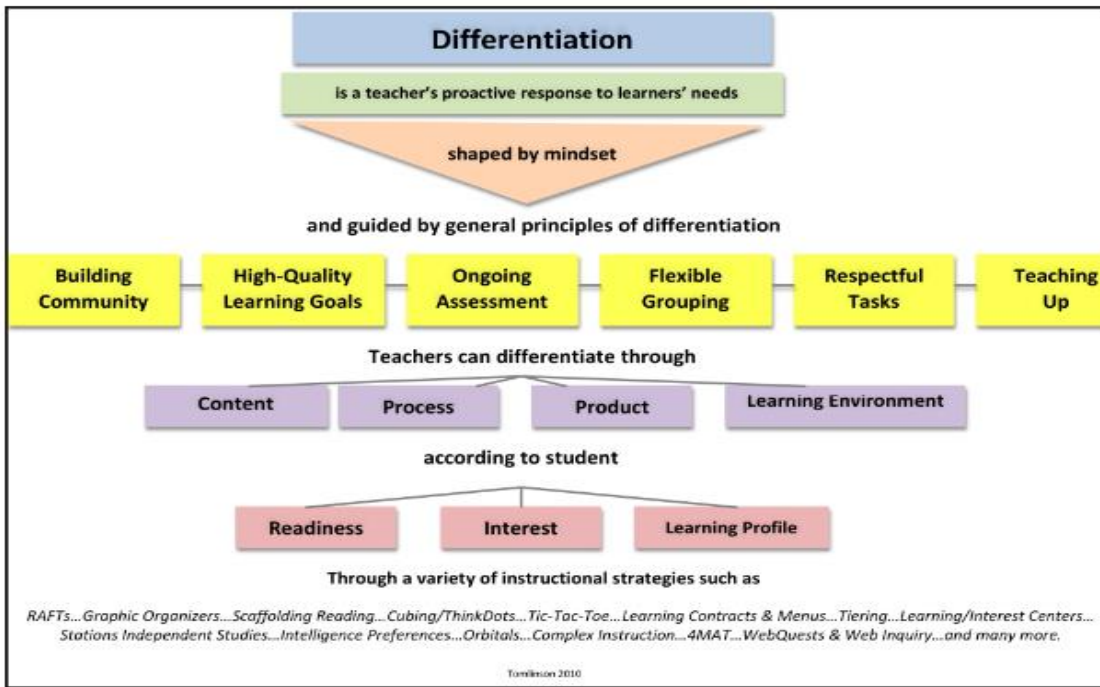 Differentiation
is a teacher's proactive response to learners' needs
shaped by mindset
and guided by general principles of differentiation
Building Community
High-Quality Learning Goals
Ongoing Assessment
Flexible Grouping
Respectful Tasks
Teaching Up
Teachers can differentiate through
Content
Process
Product
Learning Environment
according to student
Readiness
Interest
Learning Profile
Through a variety of instructional strategies such as
RAFTs...Graphic Organizers...Scaffolding Reading...Cubing/ThinkDots...Tic-Tac-Toe...Learning Contracts & Menus...Tiering...Learning/Interest Centers...
Stations Independent Studies...Intelligence Preferences...Orbitals...Complex Instruction...4MAT...WebQuests & Web Inquiry...and many more.
Tomlinson 2010